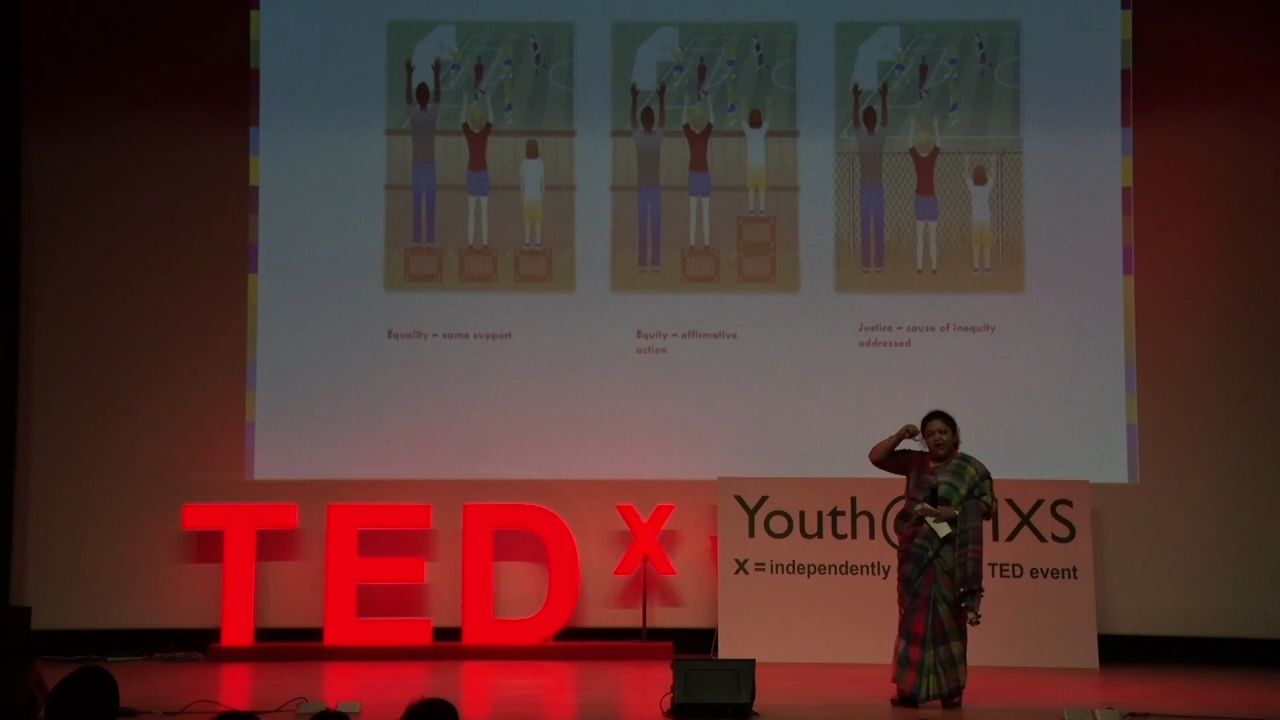 Equality = same support
Equity = affirmative
action
Justice = cause of inequity
addressed
TEDx
Youth@ IXS
X = independently TED event